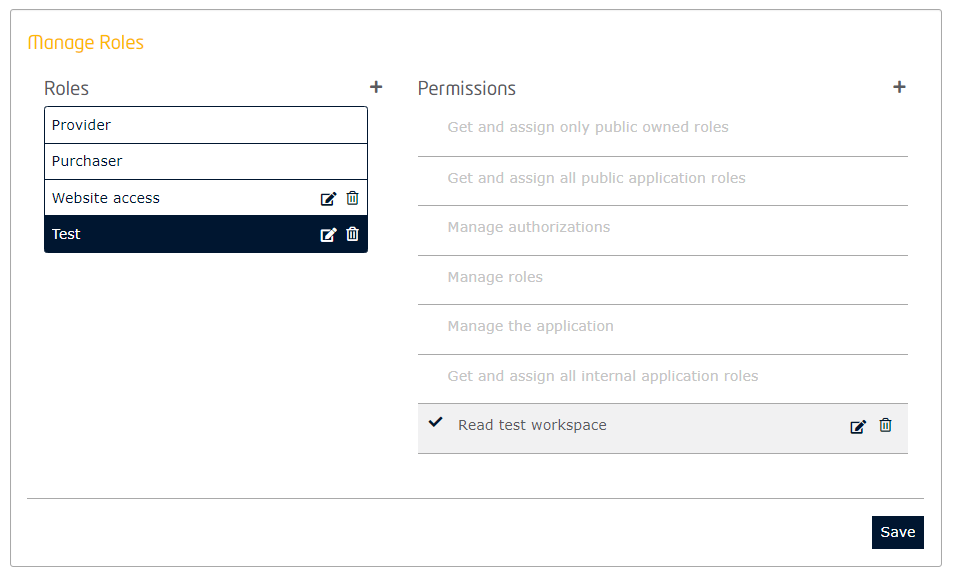 Manage Roles
Roles
Provider
Purchaser
Website access
Test
Permissions
Get and assign only public owned roles
Get and assign all public application roles
Manage authorizations
Manage roles
Manage the application
Get and assign all internal application roles
Read test workspace
Save